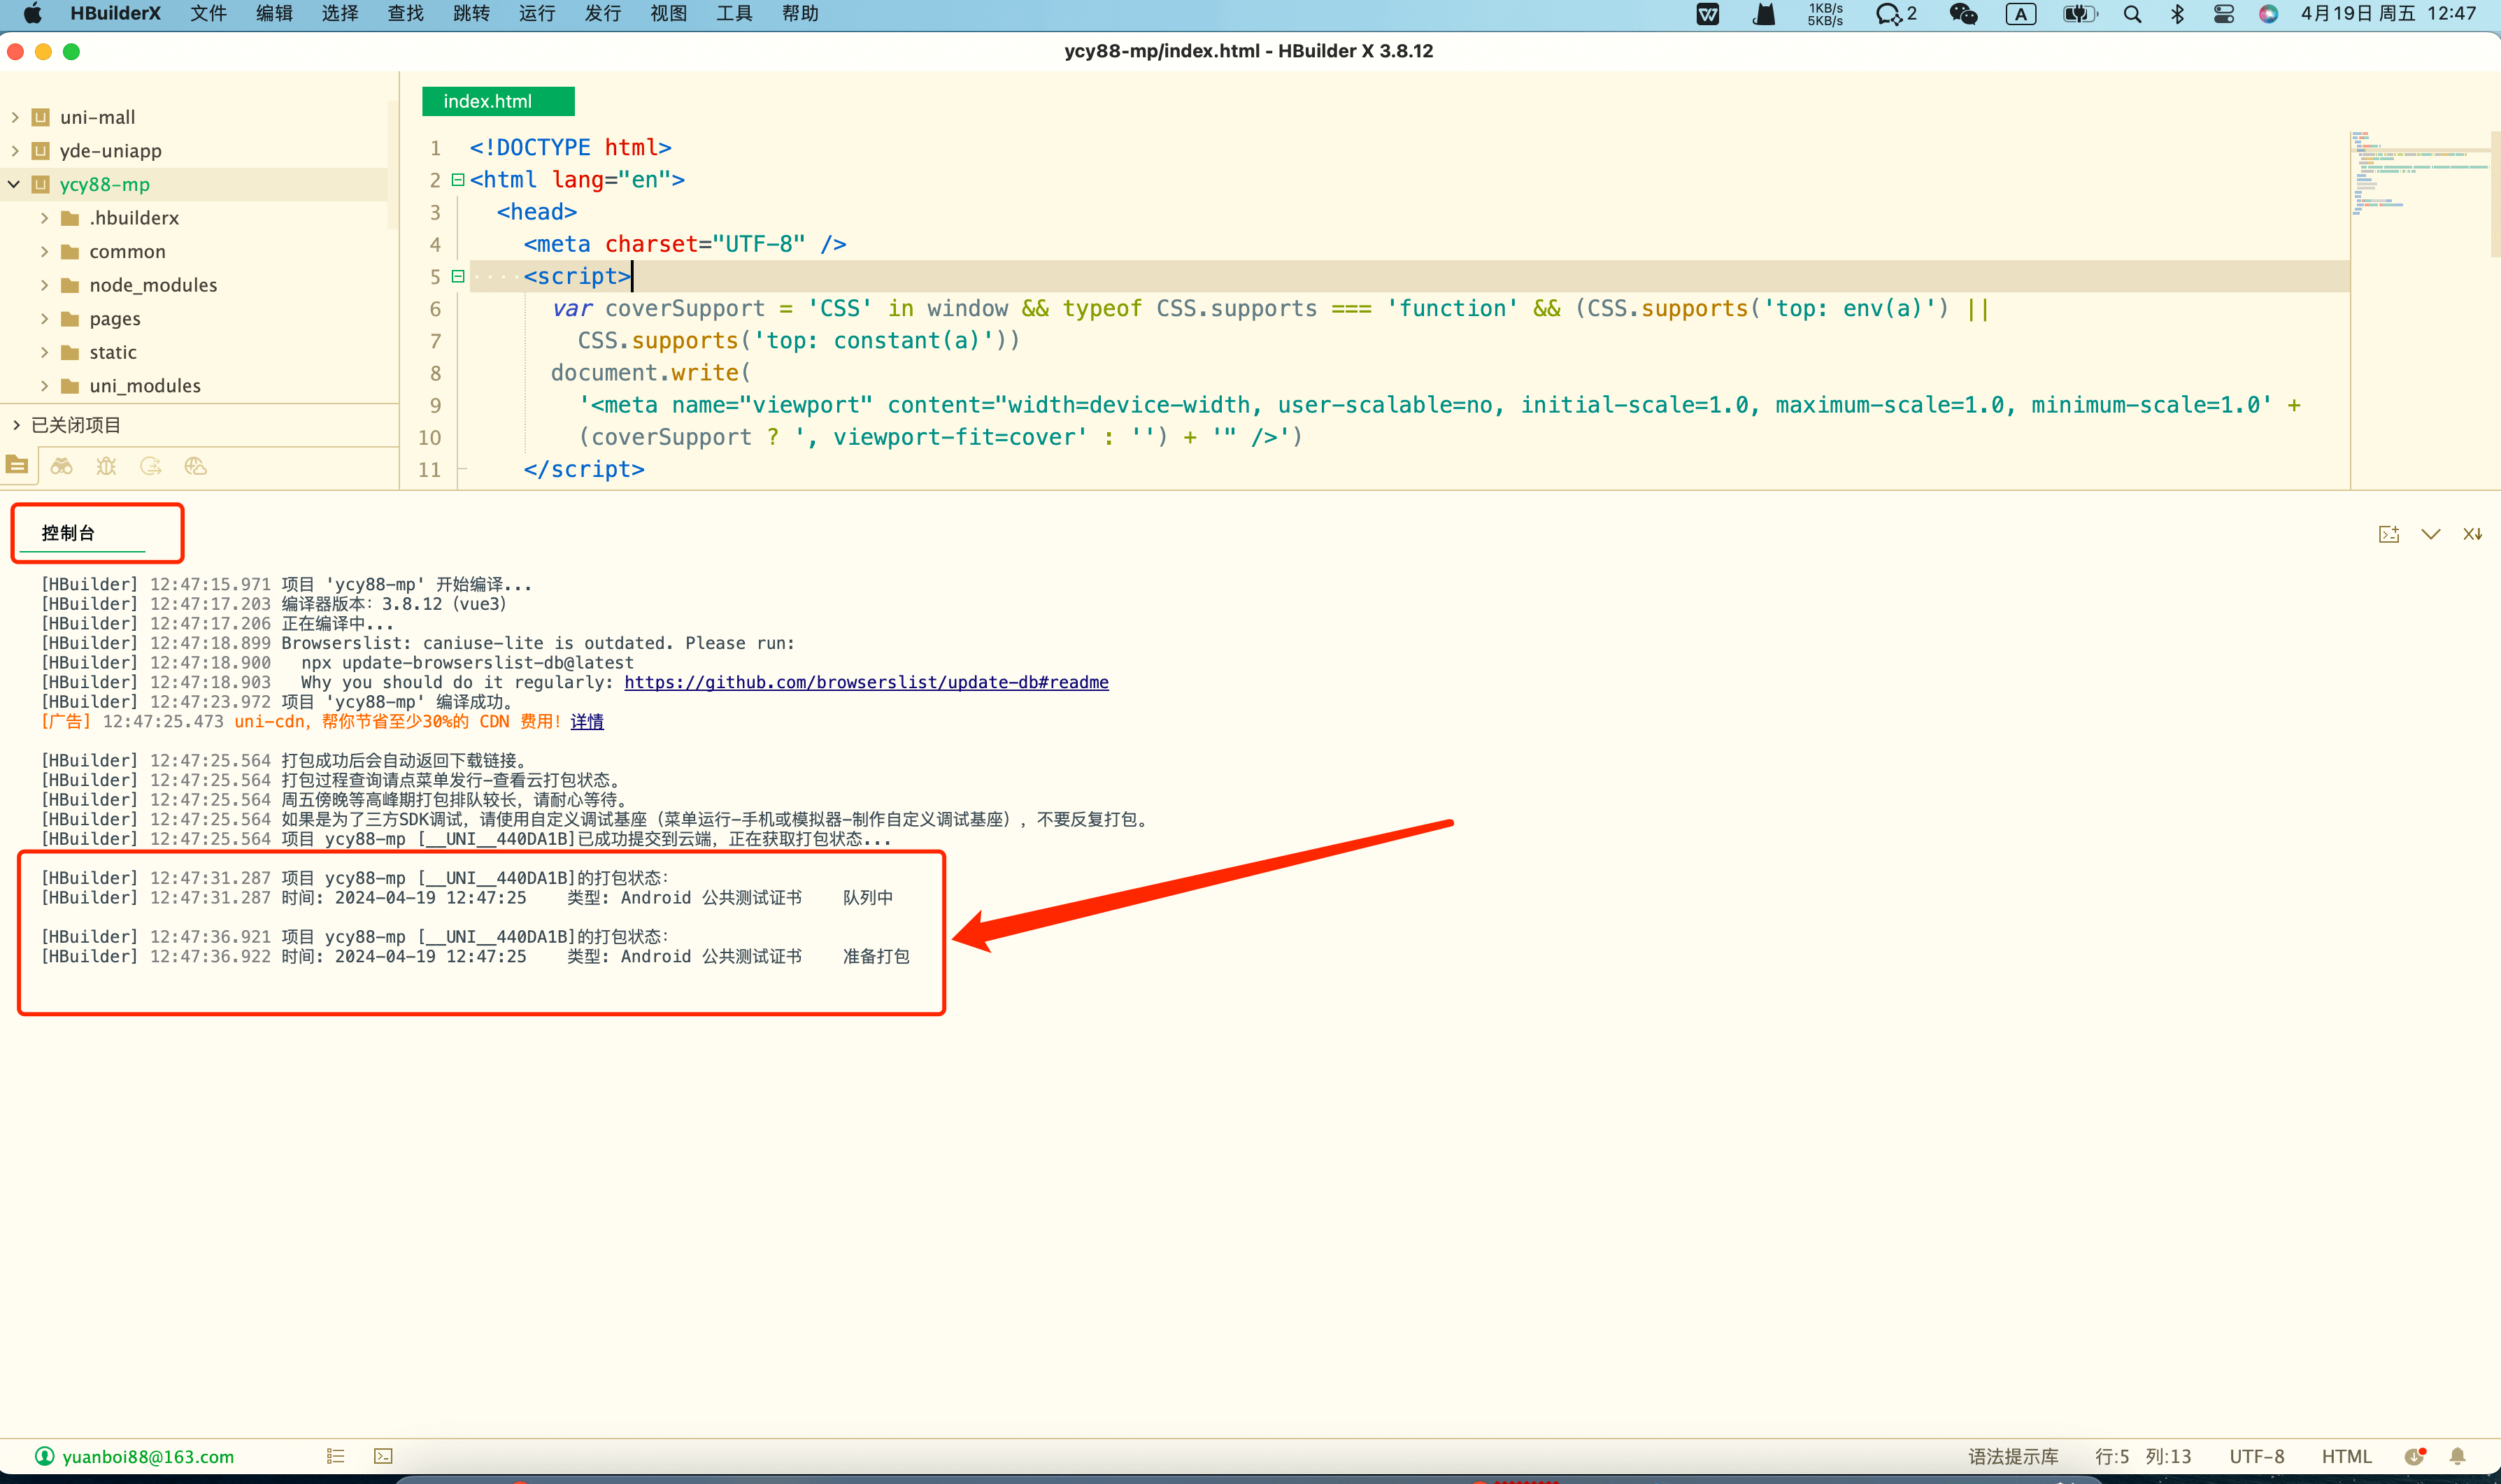 HBuilderX 文件 编辑 选择 查找 跳转 运行 发行 视图 工具 帮助 1KB/s 5KB/s 2 A 4月19日 周五 12:47
ycy88-mp/index.html - HBuilder X 3.8.12
uni-mall
yde-uniapp
ycy88-mp
.hbuilderx
common
node_modules
pages
static
uni_modules
已关闭项目
index.html
1 <!DOCTYPE html>
2 <html lang="en">
3 <head>
4 <meta charset="UTF-8" />
5 <script>
6 var coverSupport = 'CSS' in window && typeof CSS.supports === 'function' && (CSS.supports('top: env(a)') ||
7 CSS.supports('top: constant(a)'))
8 document.write(
9 '<meta name="viewport" content="width=device-width, user-scalable=no, initial-scale=1.0, maximum-scale=1.0, minimum-scale=1.0' +
10 (coverSupport ? ', viewport-fit=cover' : '') + '" />')
11 </script>
控制台
[HBuilder] 12:47:15.971 项目 'ycy88-mp' 开始编译...
[HBuilder] 12:47:17.203 编译器版本：3.8.12（vue3）
[HBuilder] 12:47:17.206 正在编译中...
[HBuilder] 12:47:18.899 Browserslist: caniuse-lite is outdated. Please run:
[HBuilder] 12:47:18.900 npx update-browserslist-db@latest
[HBuilder] 12:47:18.903 Why you should do it regularly: https://github.com/browserslist/update-db#readme
[HBuilder] 12:47:23.972 项目 'ycy88-mp' 编译成功。
[广告] 12:47:25.473 uni-cdn，帮你节省至少30%的 CDN 费用！详情
[HBuilder] 12:47:25.564 打包成功后会自动返回下载链接。
[HBuilder] 12:47:25.564 打包过程查询请点菜单发行-查看云打包状态。
[HBuilder] 12:47:25.564 周五傍晚等高峰期打包排队较长，请耐心等待。
[HBuilder] 12:47:25.564 如果是为了三方SDK调试，请使用自定义调试基座（菜单运行-手机或模拟器-制作自定义调试基座），不要反复打包。
[HBuilder] 12:47:25.564 项目 ycy88-mp [__UNI__440DA1B]已成功提交到云端，正在获取打包状态...
[HBuilder] 12:47:31.287 项目 ycy88-mp [__UNI__440DA1B]的打包状态：
[HBuilder] 12:47:31.287 时间: 2024-04-19 12:47:25 类型: Android 公共测试证书 队列中
[HBuilder] 12:47:36.921 项目 ycy88-mp [__UNI__440DA1B]的打包状态：
[HBuilder] 12:47:36.922 时间: 2024-04-19 12:47:25 类型: Android 公共测试证书 准备打包
yuanboi88@163.com 语法提示库 行:5 列:13 UTF-8 HTML